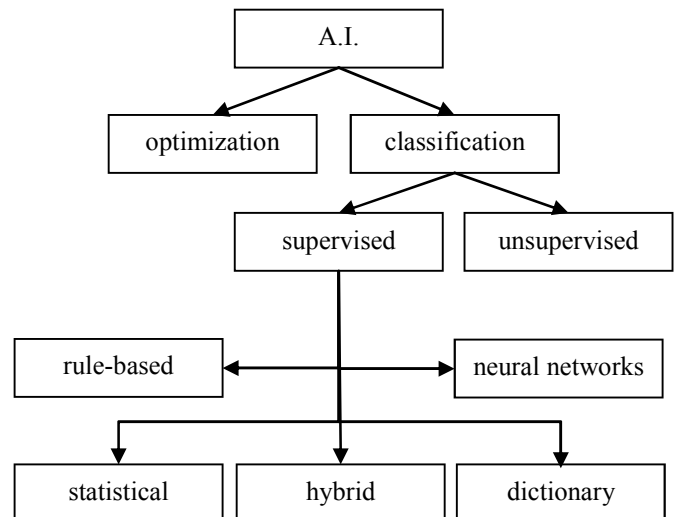 A.I.
optimization
classification
supervised
unsupervised
rule-based
neural networks
statistical
hybrid
dictionary